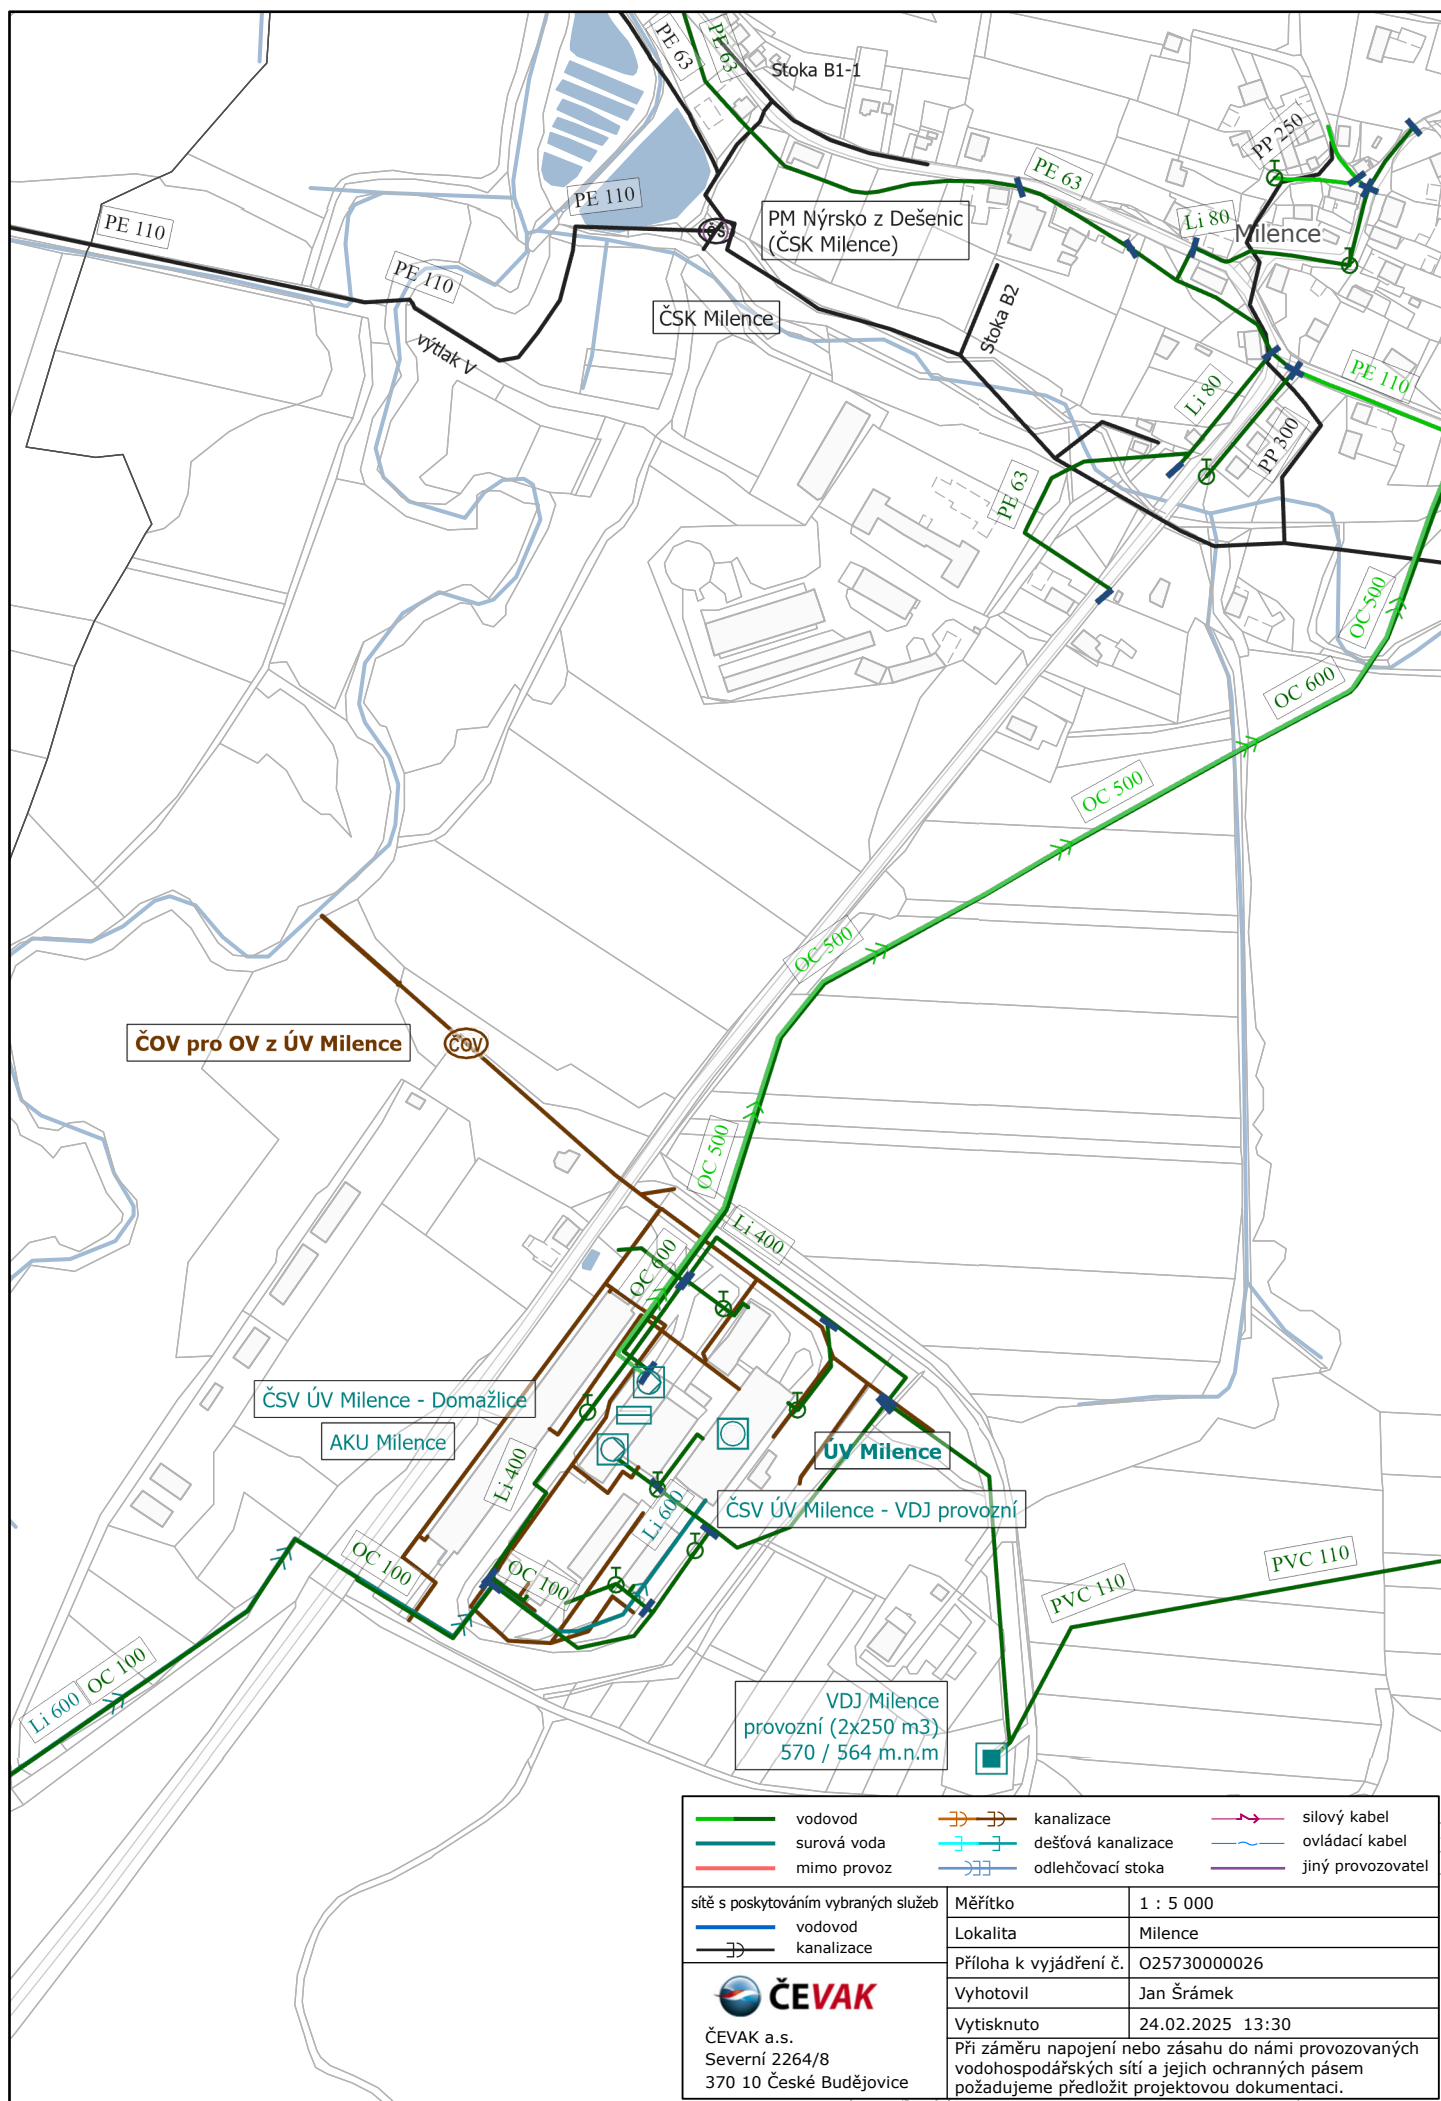 PE 63
PE 63
Stoka B1-1
PP 250
PE 63
PE 110
PE 110
Li 80
Milence
PM Nýrsko z Dešenic
(ČSK Milence)
ČS
PE 110
ČSK Milence
Stoka B2
výtlak V
PE 110
Li 80
PP 300
PE 63
OC 500
OC 600
OC 500
OC 500
ČOV pro OV z ÚV Milence
ČOV
OC 500
Li 400
OC 600
ČSV ÚV Milence - Domažlice
AKU Milence
ÚV Milence
Li 400
Li 600
ČSV ÚV Milence - VDJ provozní
OC 100
OC 100
PVC 110
PVC 110
Li 600
OC 100
VDJ Milence
provozní (2x250 m3)
570 / 564 m.n.m
vodovod
surová voda
mimo provoz
kanalizace
dešťová kanalizace
odlehčovací stoka
silový kabel
ovládací kabel
jiný provozovatel
sítě s poskytováním vybraných služeb
vodovod
kanalizace
Měřítko 1 : 5 000
Lokalita Milence
Příloha k vyjádření č. O25730000026
Vyhotovil Jan Šrámek
Vytisknuto 24.02.2025 13:30
ČEVAK
ČEVAK a.s.
Severní 2264/8
370 10 České Budějovice
Při záměru napojení nebo zásahu do námi provozovaných
vodohospodářských sítí a jejich ochranných pásem
požadujeme předložit projektovou dokumentaci.